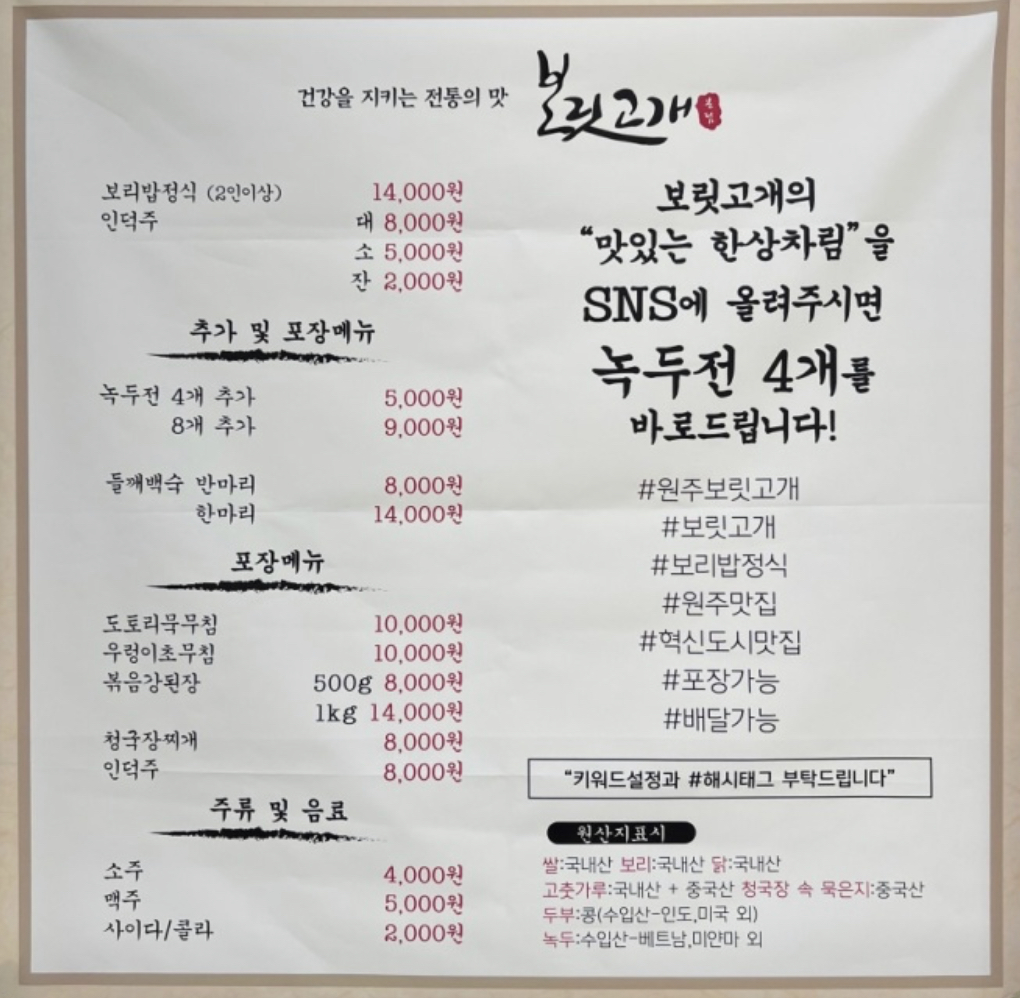 건강을 지키는 전통의 맛 보릿고개
보리밥정식 (2인이상) 14,000원
인덕주 대 8,000원
소 5,000원
잔 2,000원
추가 및 포장메뉴
녹두전 4개 추가 5,000원
8개 추가 9,000원
들깨백숙 반마리 8,000원
한마리 14,000원
포장메뉴
도토리묵무침 10,000원
우렁이초무침 10,000원
볶음강된장 500g 8,000원
1kg 14,000원
청국장찌개 8,000원
인덕주 8,000원
주류 및 음료
소주 4,000원
맥주 5,000원
사이다/콜라 2,000원
보릿고개의
“맛있는 한상차림”을
SNS에 올려주시면
녹두전 4개를
바로드립니다!
#원주보릿고개
#보릿고개
#보리밥정식
#원주맛집
#혁신도시맛집
#포장가능
#배달가능
“키워드설정과 #해시태그 부탁드립니다”
원산지표시
쌀:국내산 보리:국내산 닭:국내산
고춧가루:국내산 + 중국산 청국장 속 묵은지:중국산
두부:콩(수입산-인도,미국 외)
녹두:수입산-베트남,미얀마 외